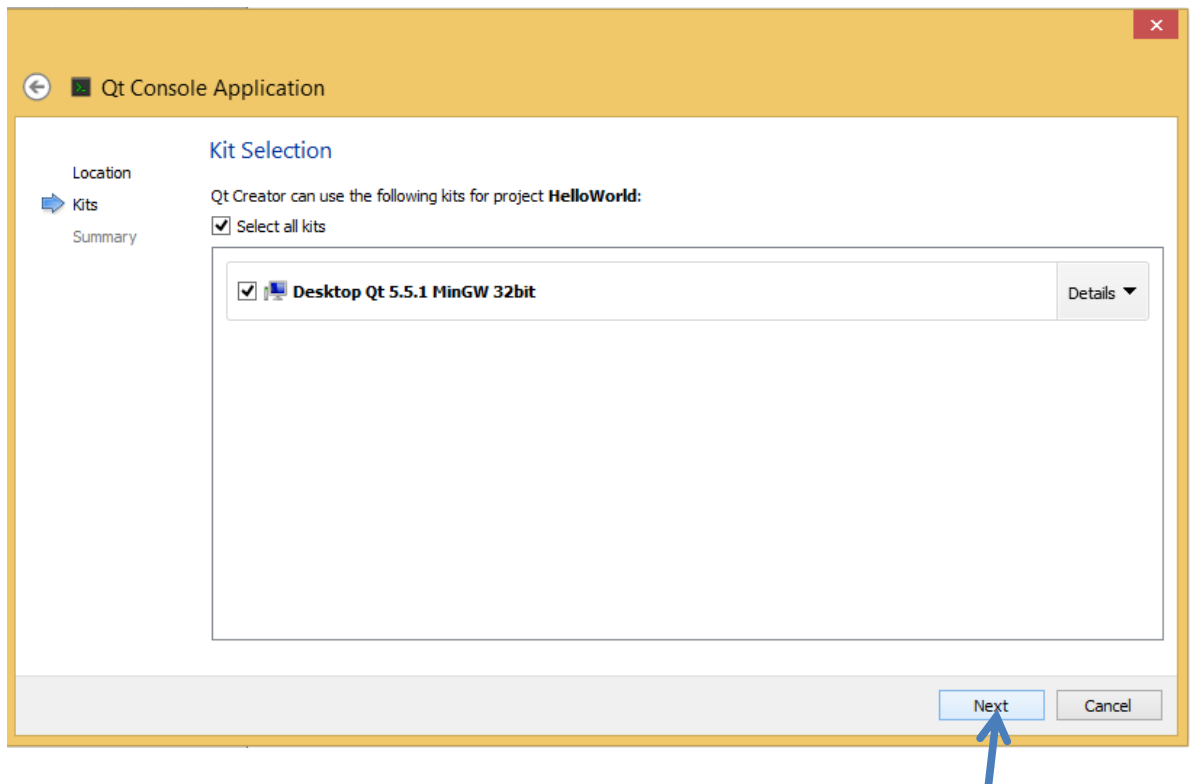 Qt Console Application
Location
Kits
Summary
Kit Selection
Qt Creator can use the following kits for project HelloWorld:
Select all kits
Desktop Qt 5.5.1 MinGW 32bit
Details
Next
Cancel